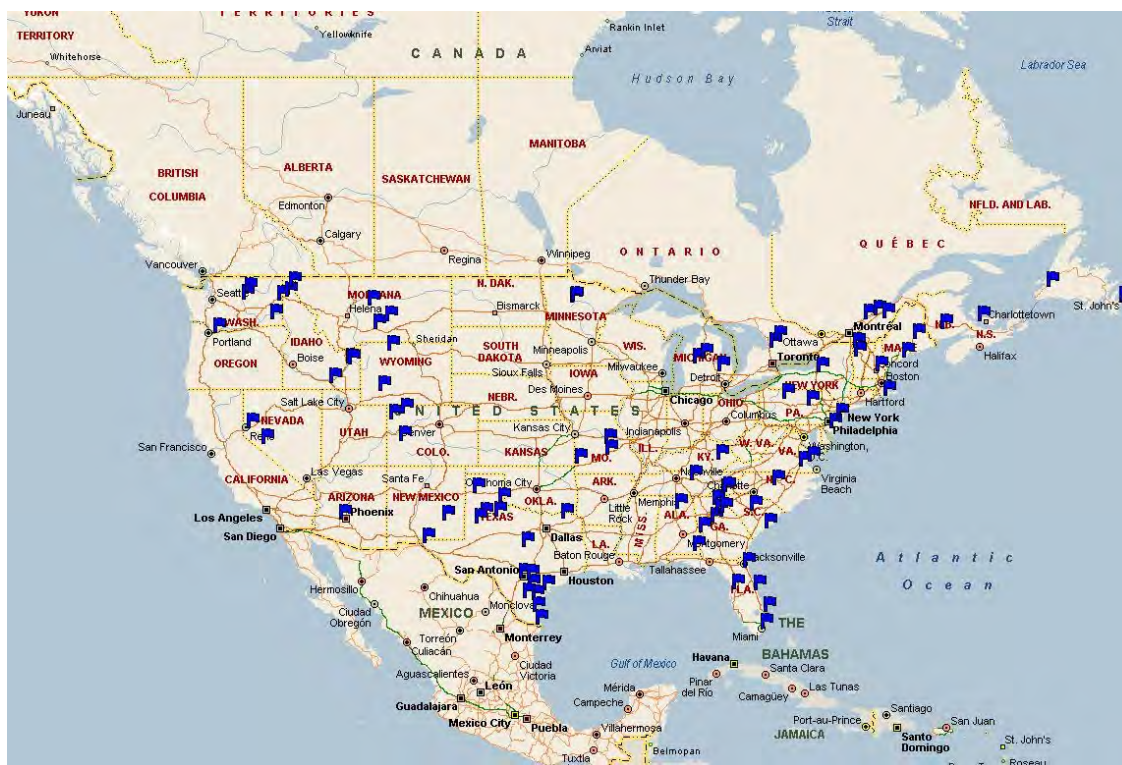 YUKON
TERRITORY
TERRITORIES
Strait
Whitehorse
Yellowknife
Rankin Inlet
Arviat
CANADA
Hudson Bay
Labrador Sea
Juneau
BRITISH
COLUMBIA
ALBERTA
SASKATCHEWAN
MANITOBA
NFLD. AND LAB.
Edmonton
Calgary
Regina
Winnipeg
ONTARIO
QUÉBEC
Vancouver
Thunder Bay
St. John's
Seatt
MONTANA
N. DAK.
Helena
Bismarck
MINNESOTA
WASH.
Portland
Montréal
N.B.
Charlottetown
N.S.
Halifax
Ottawa
MA
Toronto
OREGON
IDAHO
Boise
Sheridan
WYOMING
SOUTH
DAKOTA
Minneapolis
Sioux Falls
WIS.
Milwaukee
MICHIGAN
Detroit
Concord
Boston
Hartford
NEW YORK
IOWA
Des Moines
NEBR.
Chicago
OHIO
PA.
New York
Philadelphia
Salt Lake City
UNITED STATES
NEVADA
Reno
UTAH
Denver
COLO.
KANSAS
Kansas City
MO.
ILL.
Indianapolis
Columbus
W. VA.
VA.
Washington,
D.C.
KY.
Virginia
Beach
San Francisco
CALIFORNIA
Las Vegas
Santa Fe
ARIZONA
Phoenix
NEW MEXICO
Oklahoma City
OKLA.
ARK.
Little
Rock
Memphis
Nashville
Charlotte
N. C.
S.C.
Los Angeles
San Diego
TEXAS
Dallas
LA.
MISS.
ALA.
GA.
Montgomery
Baton Rouge
Tallahassee
Jacksonville
Atlantic
Ocean
San Antonio
Houston
FLA.
Miami
THE
BAHAMAS
Hermosillo
Chihuahua
Ciudad
Obregón
MEXICO
Monclova
Torreón
Culiacán
Monterrey
Ciudad
Victoria
Gulf of Mexico
Havana
Pinar
del Río
Santa Clara
Camagüey
Las Tunas
Aguascalientes
León
Guadalajara
Mexico City
Puebla
Mérida
Campeche
Villahermosa
Tuxtla
Belmopan
Santiago
Port-au-Prince
JAMAICA
Santo
Domingo
San Juan
St. John's
Roseau